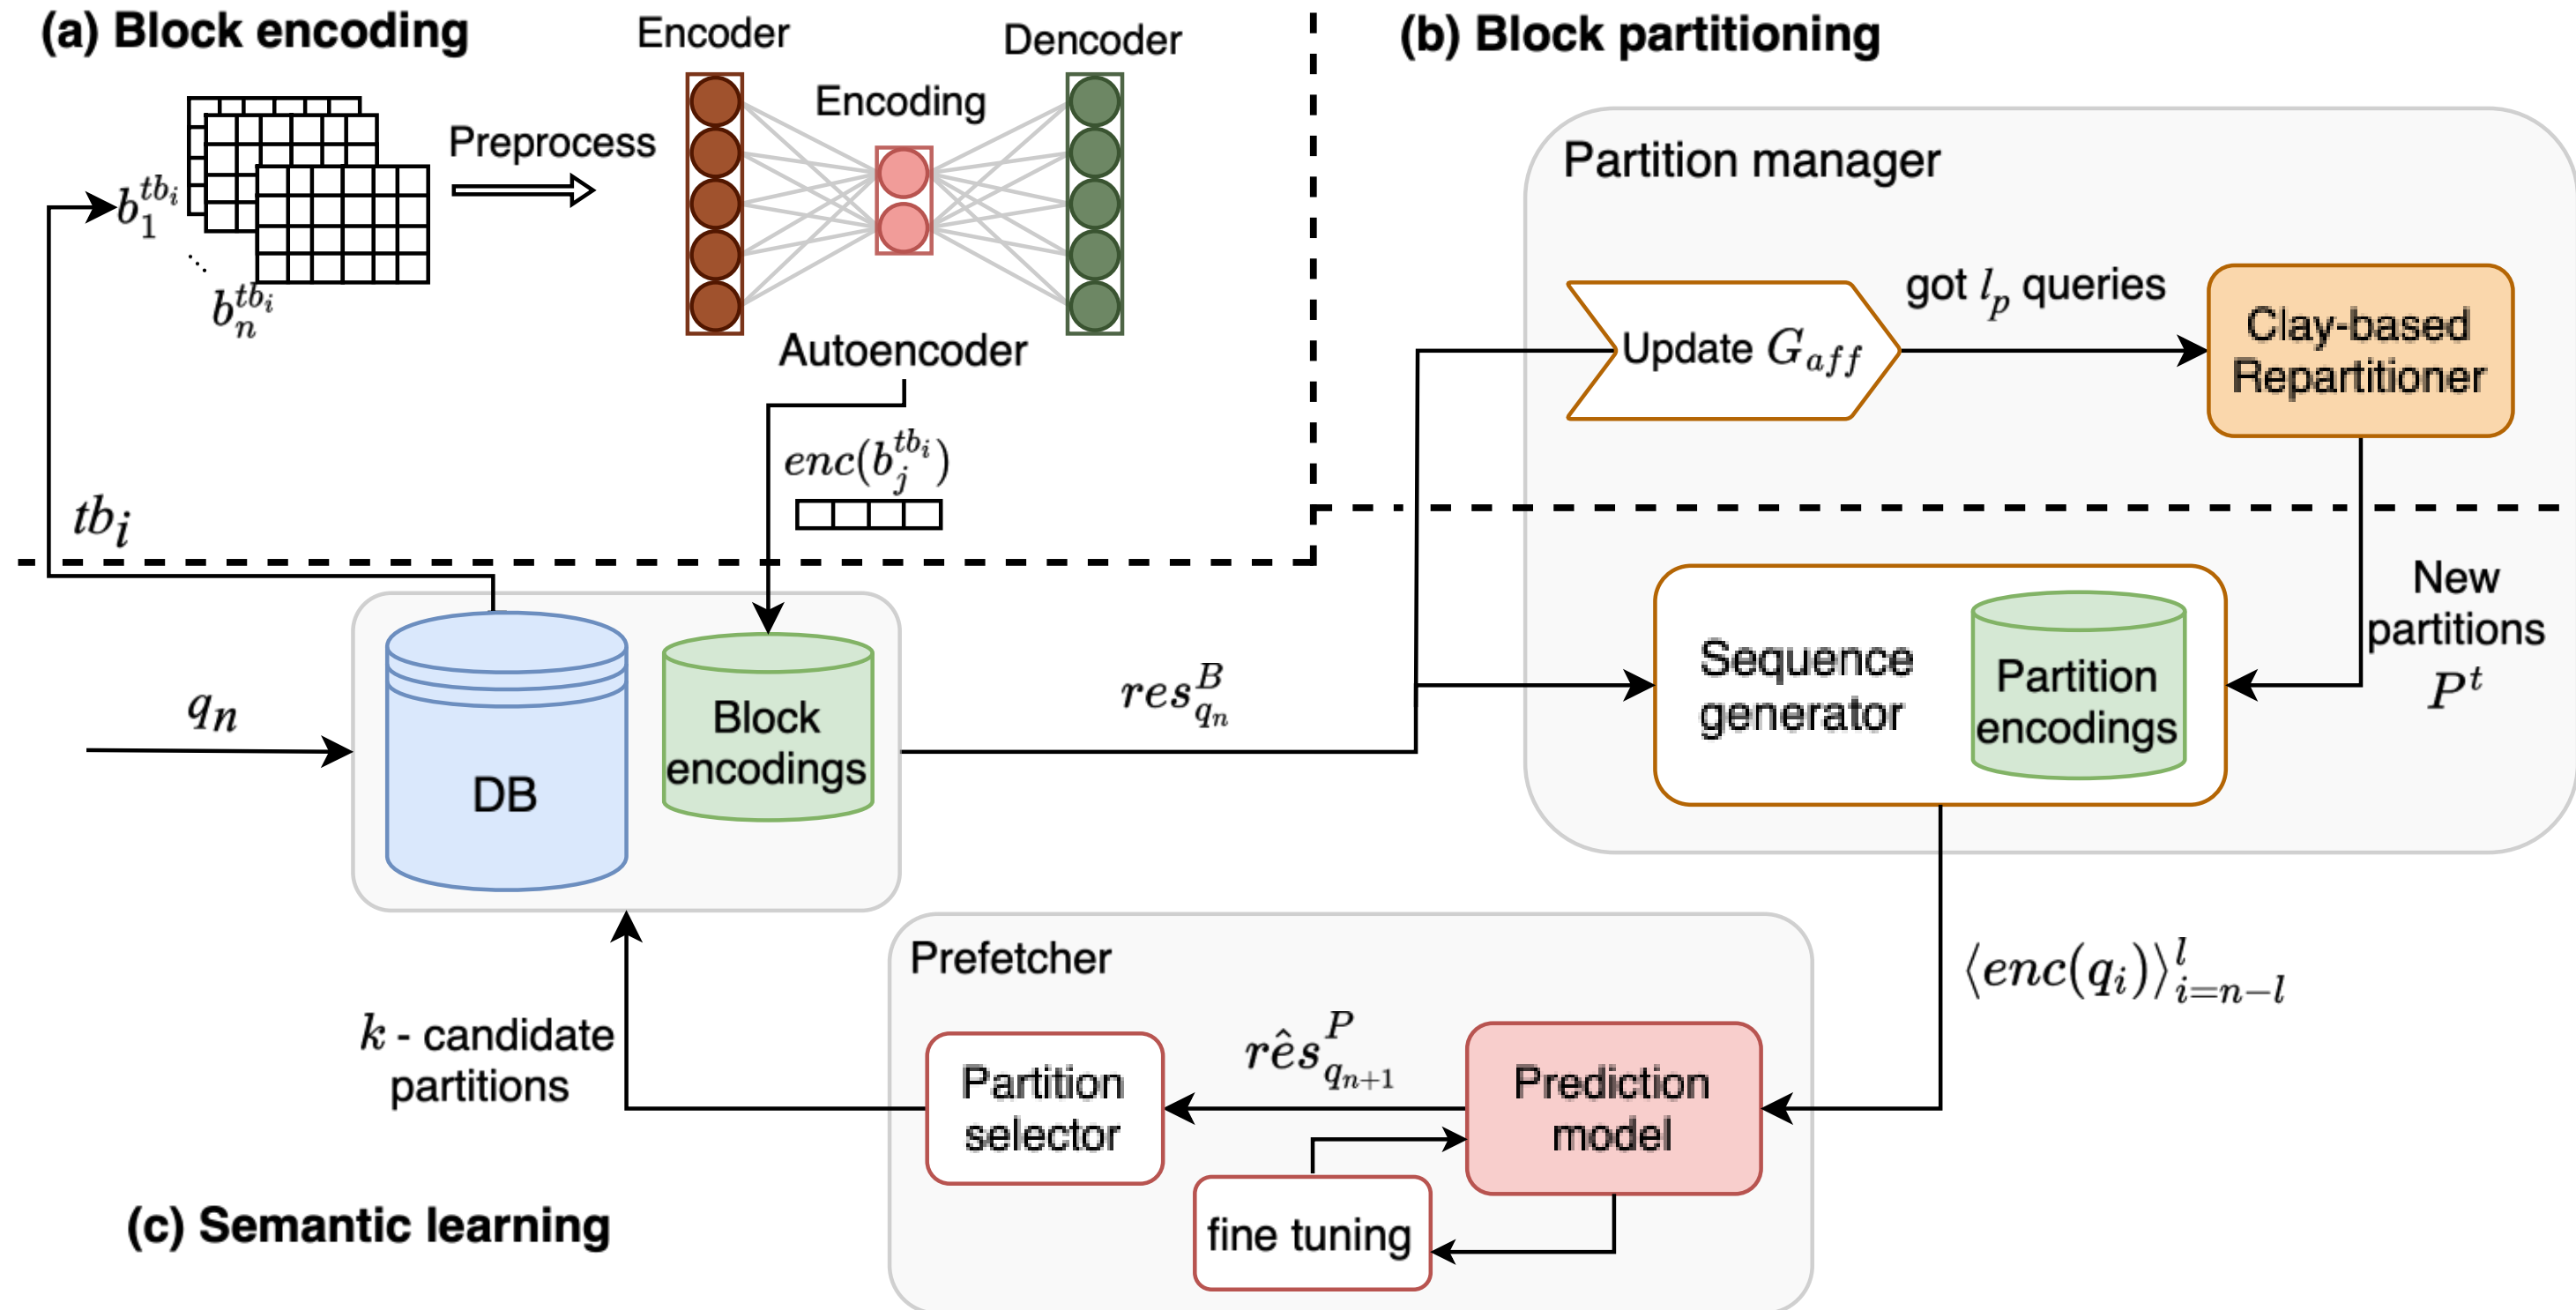 (a) Block encoding
Encoder
Dencoder
Encoding
Preprocess
b_1^{tb_i}
⋱
b_n^{tb_i}
Autoencoder
enc(b_j^{tb_i})
tb_i
(b) Block partitioning
Partition manager
Update G_{aff}
got l_p queries
Clay-based
Repartitioner
New
partitions
P^t
Sequence
generator
Partition
encodings
q_n
DB
Block
encodings
res_{q_n}^B
⟨enc(q_i)⟩_{i=n-l}^l
Prefetcher
Prediction
model
rês_{q_{n+1}}^P
Partition
selector
fine tuning
k - candidate
partitions
(c) Semantic learning